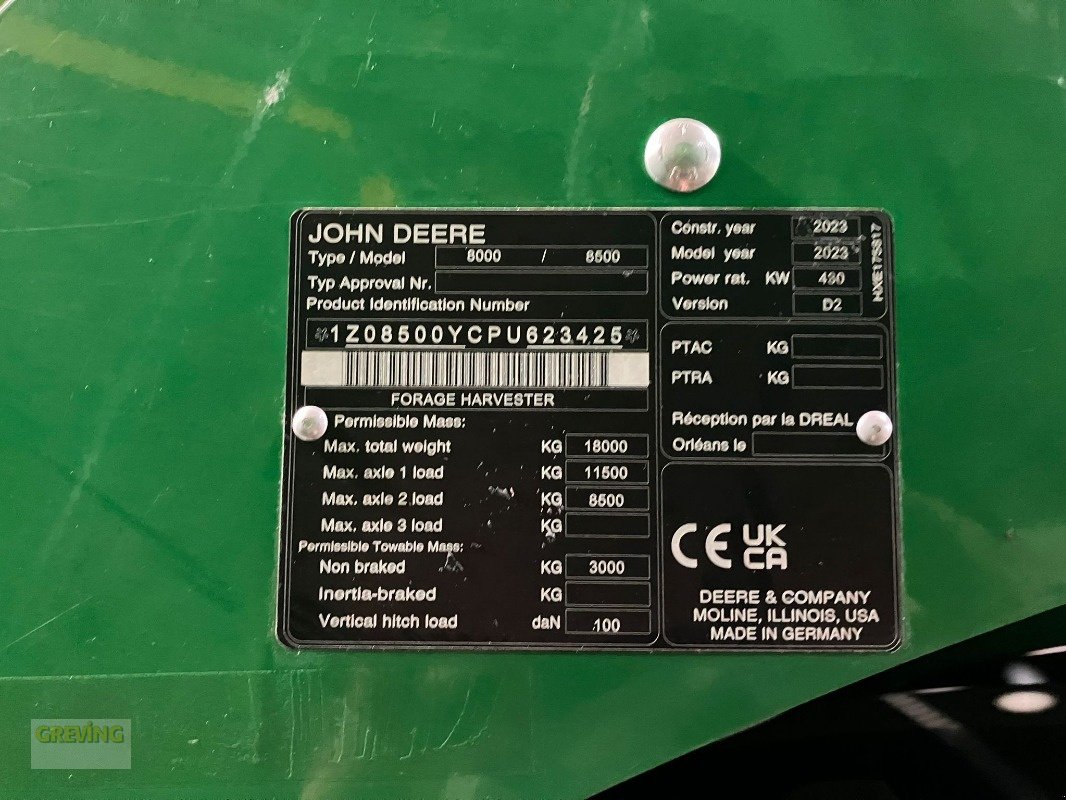 JOHN DEERE
Type / Model 8000 / 8500
Typ Approval Nr.
Product Identification Number
*1Z08500YCPU623425*
FORAGE HARVESTER
Permissible Mass:
Max. total weight KG 18000
Max. axle 1 load KG 11500
Max. axle 2 load KG 8500
Max. axle 3 load KG
Permissible Towable Mass:
Non braked KG 3000
Inertia-braked KG
Vertical hitch load daN 100
Constr. year 2023
Model year 2023
Power rat. KW 430
Version D2
HXE175817
PTAC KG
PTRA KG
Réception par la DREAL
Orléans le
CE UK
CA
DEERE & COMPANY
MOLINE, ILLINOIS, USA
MADE IN GERMANY
GREVING